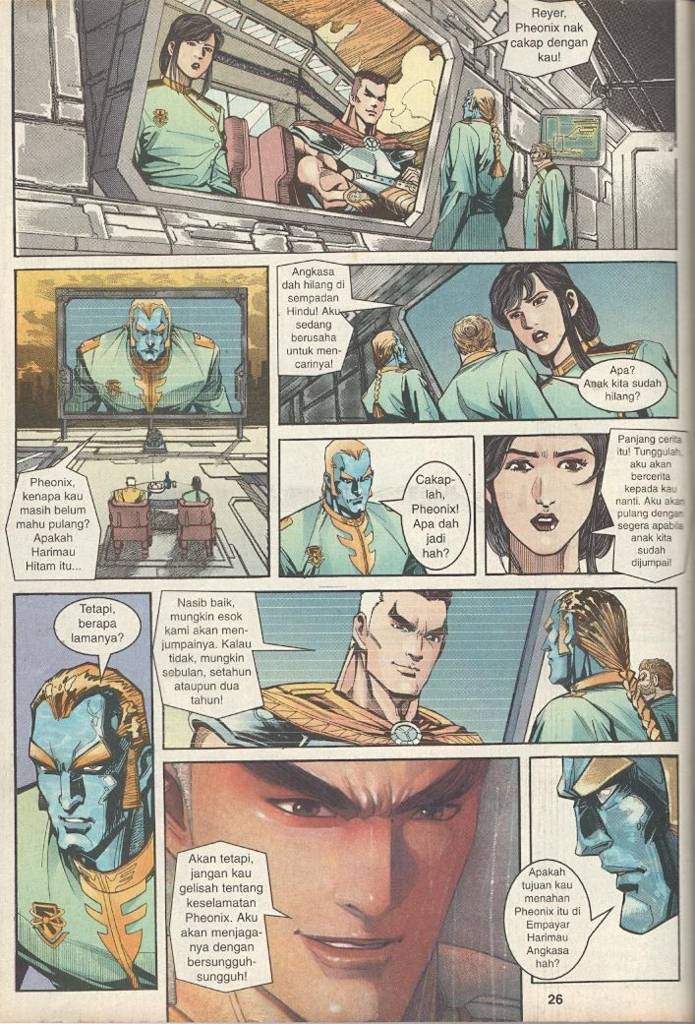 Reyer,
Pheonix nak
cakap dengan
kau!
Pheonix,
kenapa kau
masih belum
mahu pulang?
Apakah
Harimau
Hitam itu...
Angkasa
dah hilang di
sempadan
Hindu! Aku
sedang
berusaha
untuk men-
carinya!
Apa?
Anak kita sudah
hilang?
Cakap-
lah,
Pheonix!
Apa dah
jadi
hah?
Panjang cerita
itu! Tunggulah,
aku akan
bercerita
kepada kau
nanti. Aku akan
pulang dengan
segera apabila
anak kita
sudah
dijumpai!
Tetapi,
berapa
lamanya?
Nasib baik,
mungkin esok
kami akan men-
jumpainya. Kalau
tidak, mungkin
sebulan, setahun
ataupun dua
tahun!
Akan tetapi,
jangan kau
gelisah tentang
keselamatan
Pheonix. Aku
akan menjaga-
nya dengan
bersungguh-
sungguh!
Apakah
tujuan kau
menahan
Pheonix itu di
Empayar
Harimau
Angkasa
hah?
26